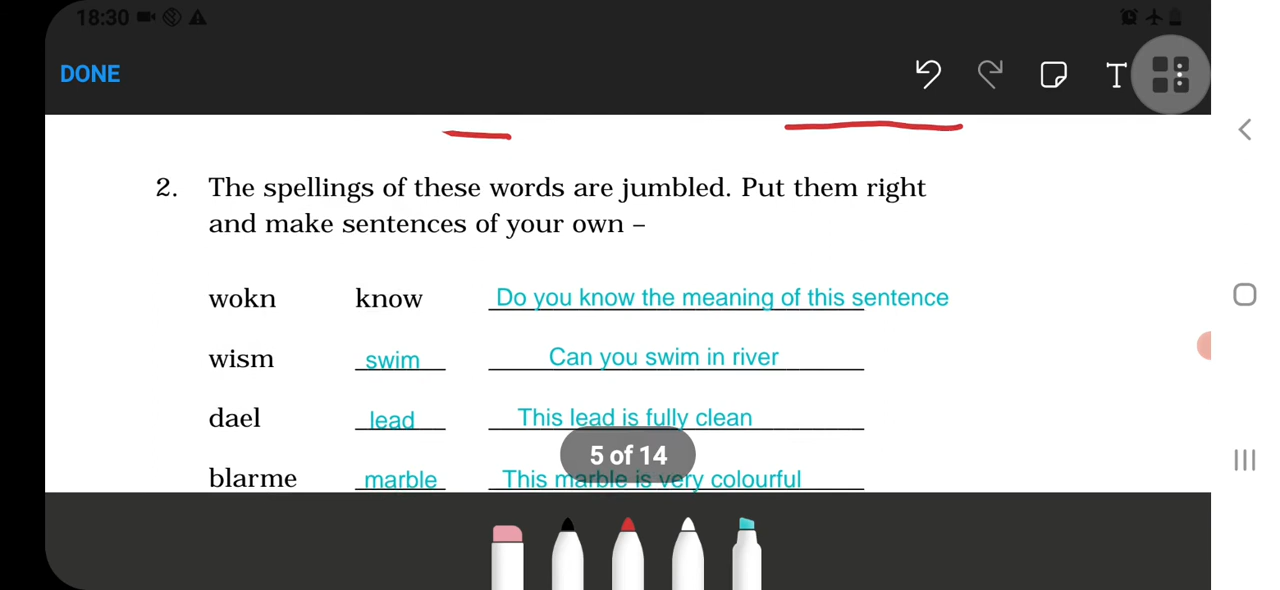 18:30
DONE
T
2. The spellings of these words are jumbled. Put them right
and make sentences of your own –
wokn know Do you know the meaning of this sentence
wism swim Can you swim in river
dael lead This lead is fully clean
5 of 14
blarme marble This marble is very colourful